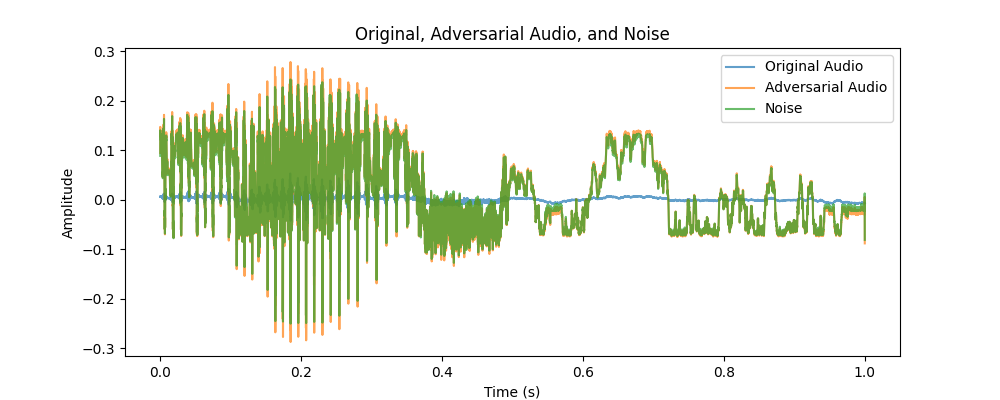 Original, Adversarial Audio, and Noise
Original Audio
Adversarial Audio
Noise
Amplitude
0.3
0.2
0.1
0.0
−0.1
−0.2
−0.3
0.0 0.2 0.4 0.6 0.8 1.0
Time (s)